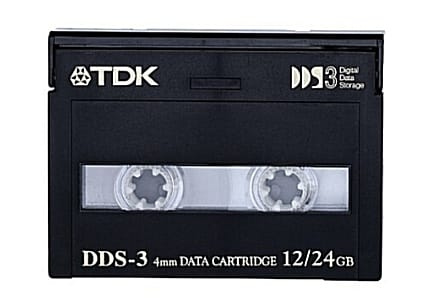 TDK
DDS3 Digital
Data
Storage
DDS-3 4mm DATA CARTRIDGE 12/24GB